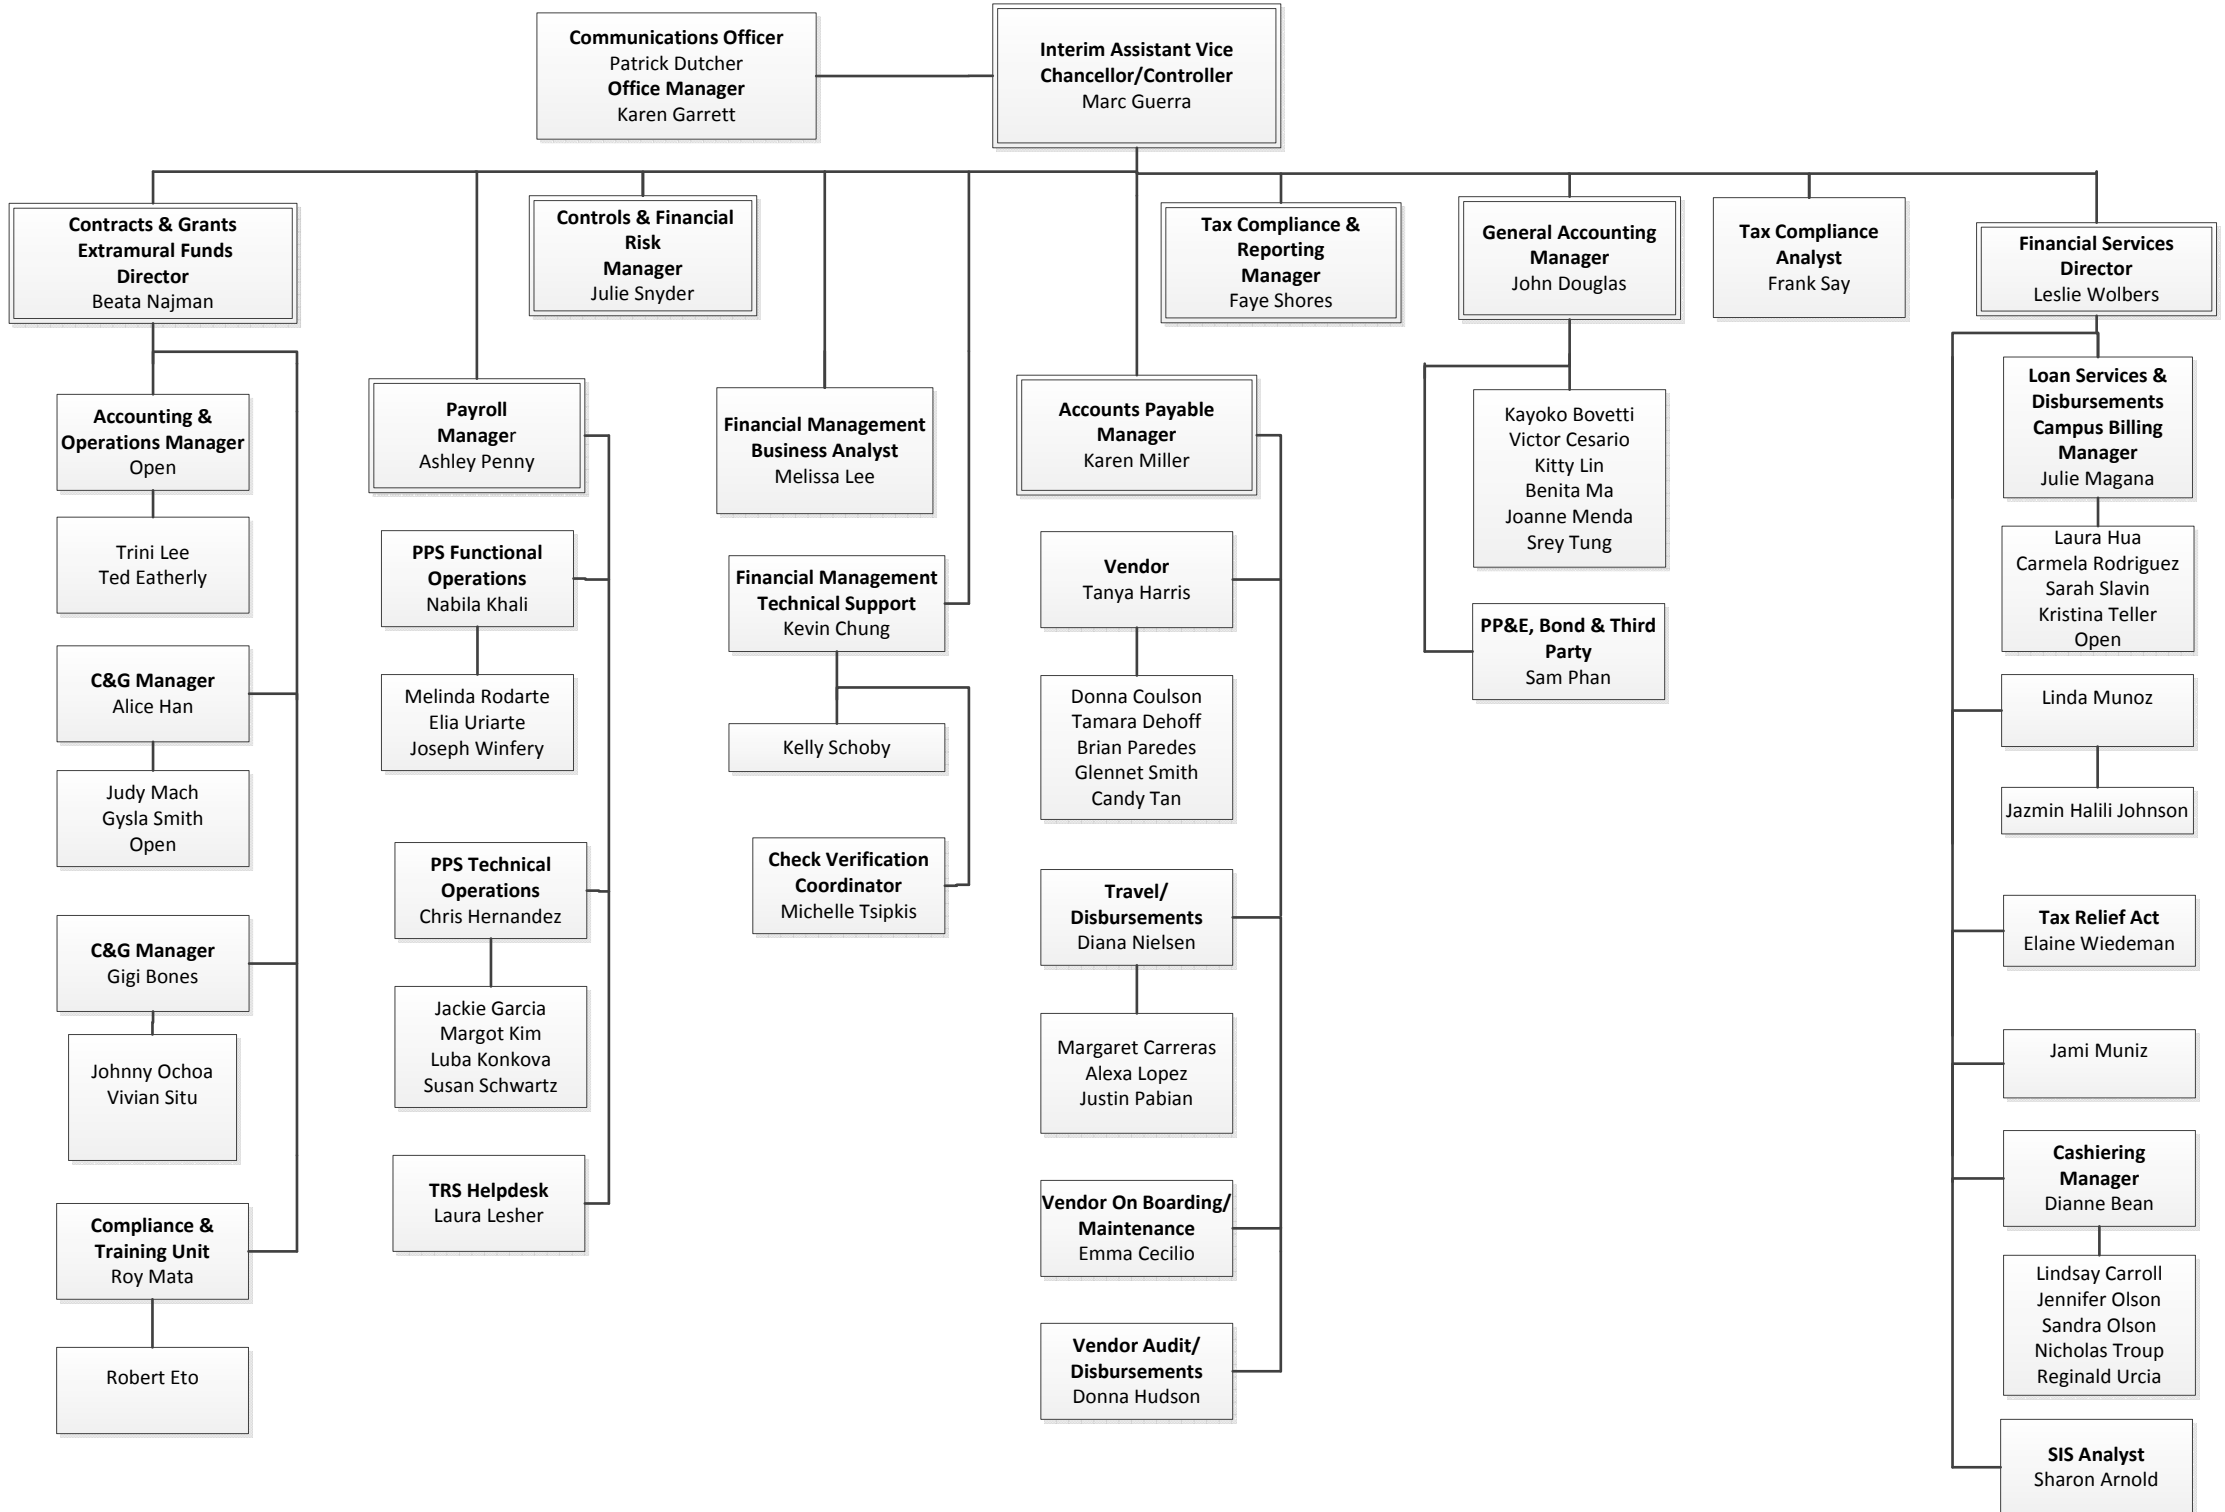 Communications Officer
Patrick Dutcher
Office Manager
Karen Garrett
Interim Assistant Vice
Chancellor/Controller
Marc Guerra
Contracts & Grants
Extramural Funds
Director
Beata Najman
Accounting &
Operations Manager
Open
Trini Lee
Ted Eatherly
C&G Manager
Alice Han
Judy Mach
Gysla Smith
Open
C&G Manager
Gigi Bones
Johnny Ochoa
Vivian Situ
Compliance &
Training Unit
Roy Mata
Robert Eto
Payroll
Manager
Ashley Penny
PPS Functional
Operations
Nabila Khali
Melinda Rodarte
Elia Uriarte
Joseph Winfery
PPS Technical
Operations
Chris Hernandez
Jackie Garcia
Margot Kim
Luba Konkova
Susan Schwartz
TRS Helpdesk
Laura Lesher
Controls & Financial
Risk
Manager
Julie Snyder
Financial Management
Business Analyst
Melissa Lee
Financial Management
Technical Support
Kevin Chung
Kelly Schoby
Check Verification
Coordinator
Michelle Tsipkis
Accounts Payable
Manager
Karen Miller
Vendor
Tanya Harris
Donna Coulson
Tamara Dehoff
Brian Paredes
Glennet Smith
Candy Tan
Travel/
Disbursements
Diana Nielsen
Margaret Carreras
Alexa Lopez
Justin Pabian
Vendor On Boarding/
Maintenance
Emma Cecilio
Vendor Audit/
Disbursements
Donna Hudson
Tax Compliance &
Reporting
Manager
Faye Shores
General Accounting
Manager
John Douglas
Kayoko Bovetti
Victor Cesario
Kitty Lin
Benita Ma
Joanne Menda
Srey Tung
PP&E, Bond & Third
Party
Sam Phan
Tax Compliance
Analyst
Frank Say
Financial Services
Director
Leslie Wolbers
Loan Services &
Disbursements
Campus Billing
Manager
Julie Magana
Laura Hua
Carmela Rodriguez
Sarah Slavin
Kristina Teller
Open
Linda Munoz
Jazmin Halili Johnson
Tax Relief Act
Elaine Wiedeman
Jami Muniz
Cashiering
Manager
Dianne Bean
Lindsay Carroll
Jennifer Olson
Sandra Olson
Nicholas Troup
Reginald Urcia
SIS Analyst
Sharon Arnold